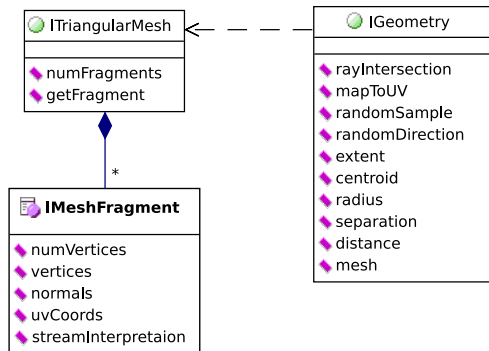 ITriangularMesh
numFragments
getFragment
*
IMeshFragment
numVertices
vertices
normals
uvCoords
streamInterpretaion
IGeometry
rayIntersection
mapToUV
randomSample
randomDirection
extent
centroid
radius
separation
distance
mesh